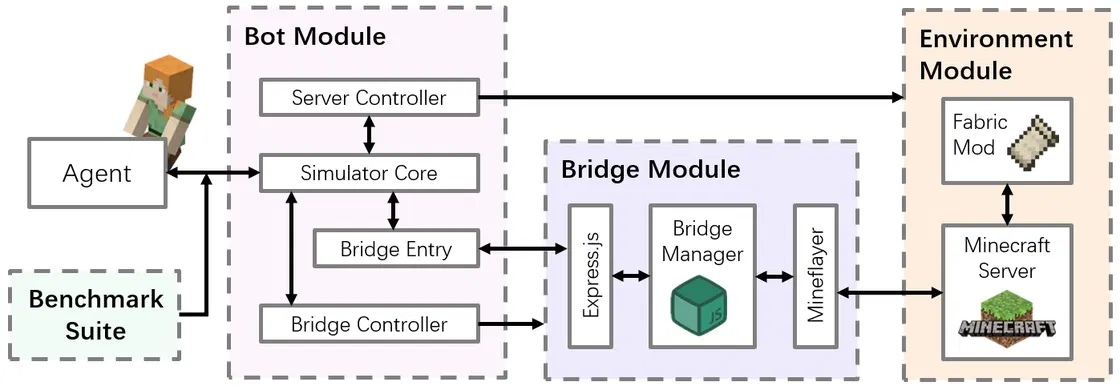 Agent
Benchmark
Suite
Bot Module
Server Controller
Simulator Core
Bridge Entry
Bridge Controller
Bridge Module
Express.js
Bridge
Manager
JS
Mineflayer
Environment
Module
Fabric
Mod
Minecraft
Server
MINECRAFT